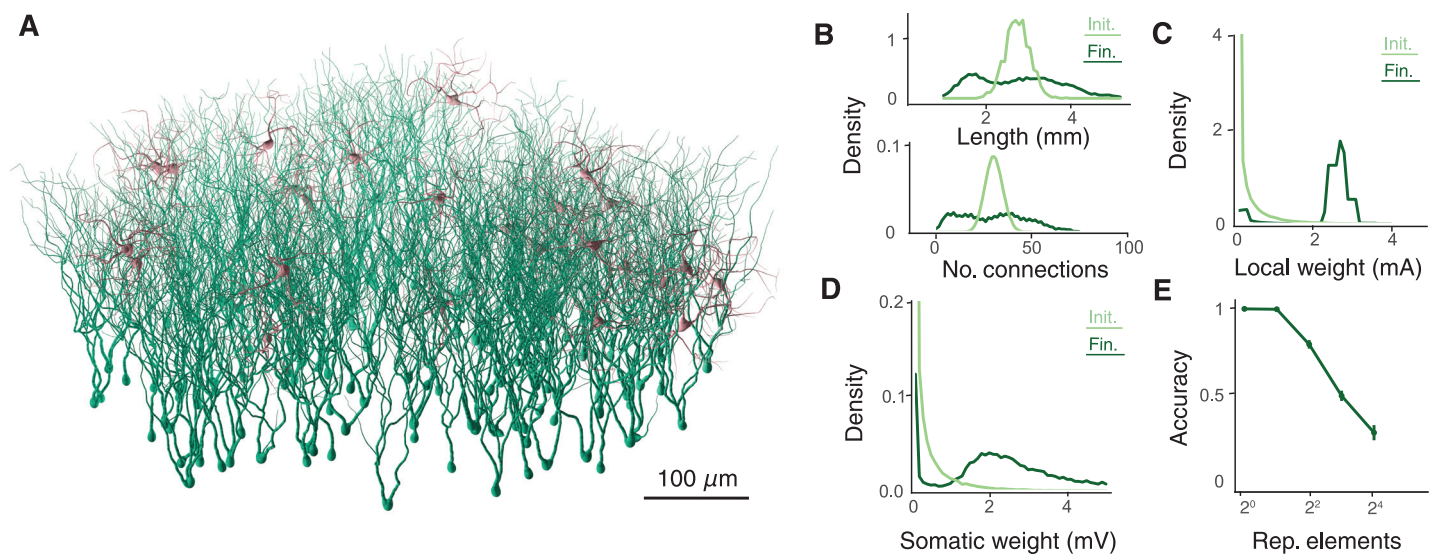 A
100 µm
B
Init.
Fin.
1
0
2
4
Length (mm)
Density
0.1
0
0
50
100
No. connections
C
Init.
Fin.
4
2
0
Density
0
2
4
Local weight (mA)
D
Init.
Fin.
0.2
0.1
0.0
Density
0
2
4
Somatic weight (mV)
E
1
0.5
0
Accuracy
2⁰
2²
2⁴
Rep. elements